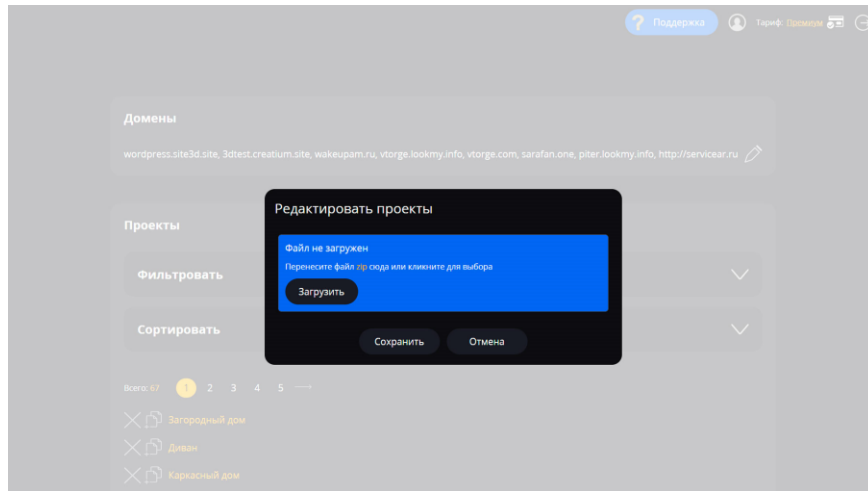 ? Поддержка
Тариф: Премиум
Домены
wordpress.site3d.site, 3dtest.creatium.site, wakeupam.ru, vtorge.lookmy.info, vtorge.com, sarafan.one, piter.lookmy.info, http://servicear.ru
Редактировать проекты
Проекты
Файл не загружен
Перенесите файл zip сюда или кликните для выбора
Фильтровать
Загрузить
Сортировать
Сохранить Отмена
Всего: 67 1 2 3 4 5
Загородный дом
Диван
Каркасный дом